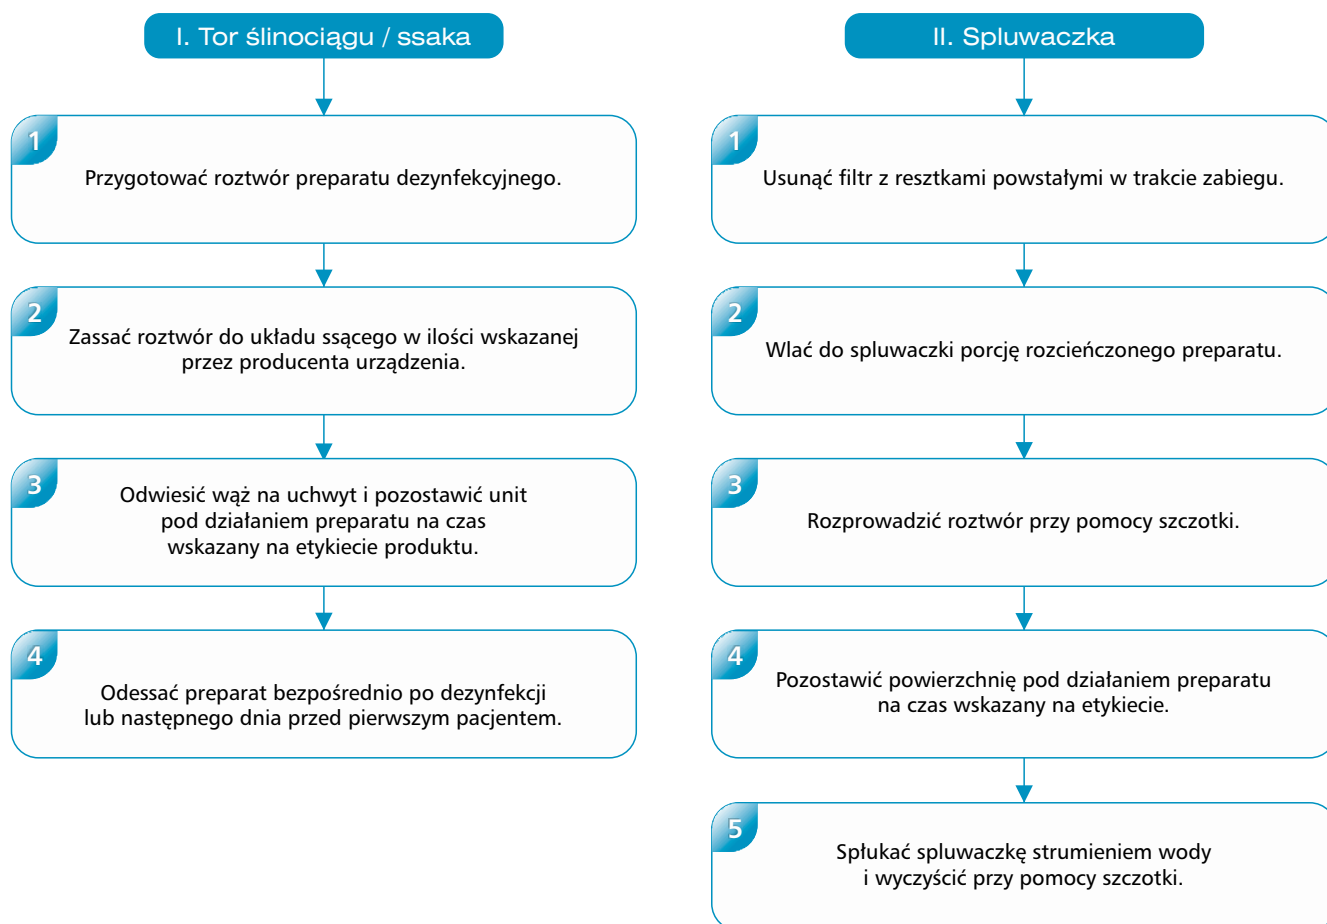 I. Tor ślinociągu / ssaka
1
Przygotować roztwór preparatu dezynfekcyjnego.
2
Zassać roztwór do układu ssącego w ilości wskazanej
przez producenta urządzenia.
3
Odwiesić wąż na uchwyt i pozostawić unit
pod działaniem preparatu na czas
wskazany na etykiecie produktu.
4
Odessać preparat bezpośrednio po dezynfekcji
lub następnego dnia przed pierwszym pacjentem.
II. Spluwaczka
1
Usunąć filtr z resztkami powstałymi w trakcie zabiegu.
2
Wlać do spluwaczki porcję rozcieńczonego preparatu.
3
Rozprowadzić roztwór przy pomocy szczotki.
4
Pozostawić powierzchnię pod działaniem preparatu
na czas wskazany na etykiecie.
5
Spłukać spluwaczkę strumieniem wody
i wyczyścić przy pomocy szczotki.